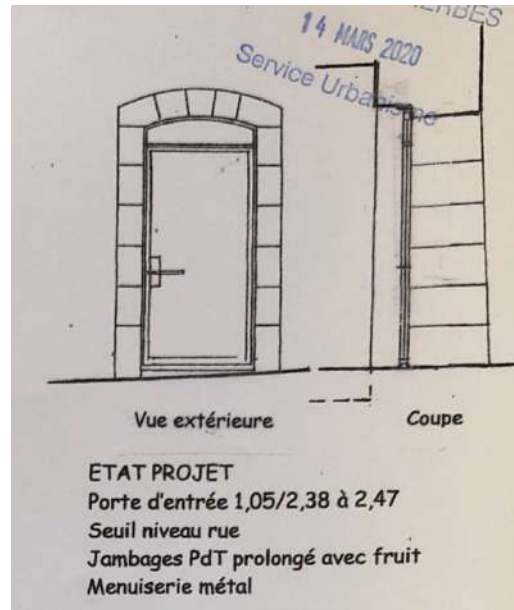 14 MARS 2020
Service Urbanisme
Vue extérieure
Coupe
ETAT PROJET
Porte d'entrée 1,05/2,38 à 2,47
Seuil niveau rue
Jambages PdT prolongé avec fruit
Menuiserie métal